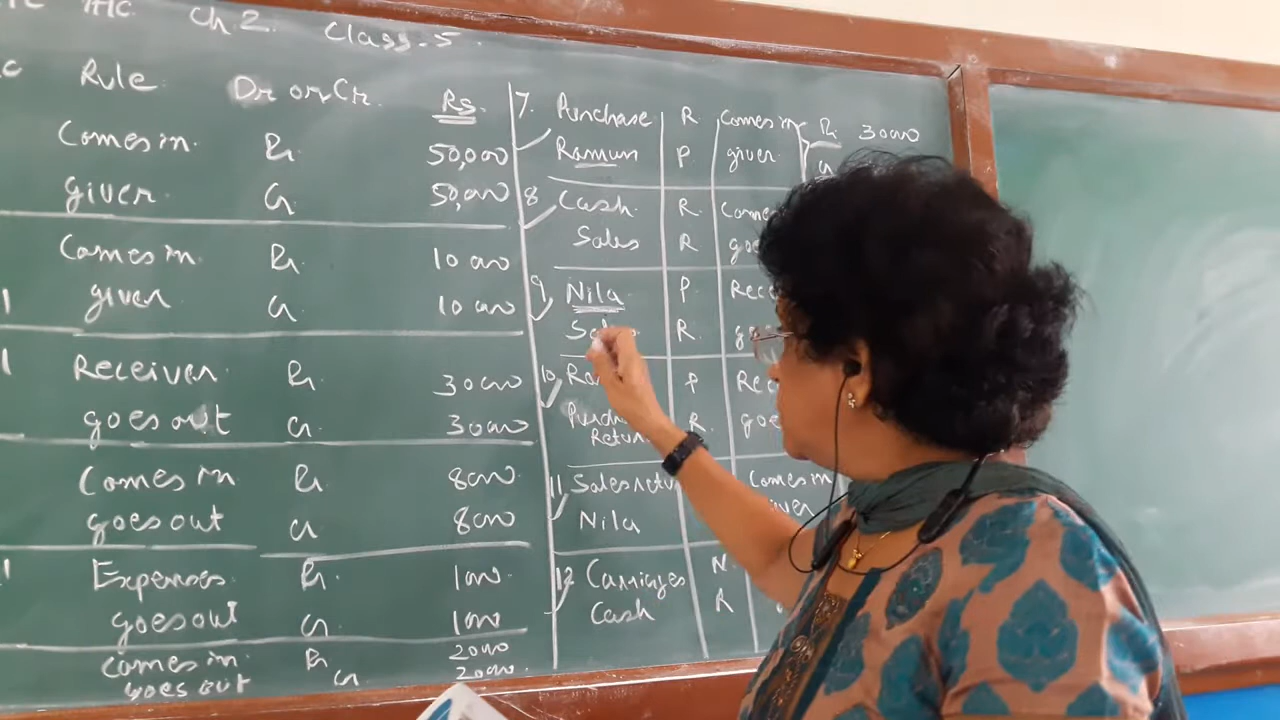 Ch 2. Class-5.
Rule Dr or Cr. Rs.
Comes in Dr 50,000
giver Cr 50,000
Comes in Dr 10 000
giver Cr 10 000
Receiver Dr 3000
goes out Cr 3000
Comes in Dr 8000
goes out Cr 8000
Expenses Dr 1000
goes out Cr 1000
Comes in Dr 2000
goes out Cr 2000
7. Purchase R Comes in Dr 3000
Ramun P giver Cr
8 Cash R
Sales R
9 Nila P
R
10 P
R
Return
11 Sales retu Comes in
Nila
12 Carriages N
Cash R